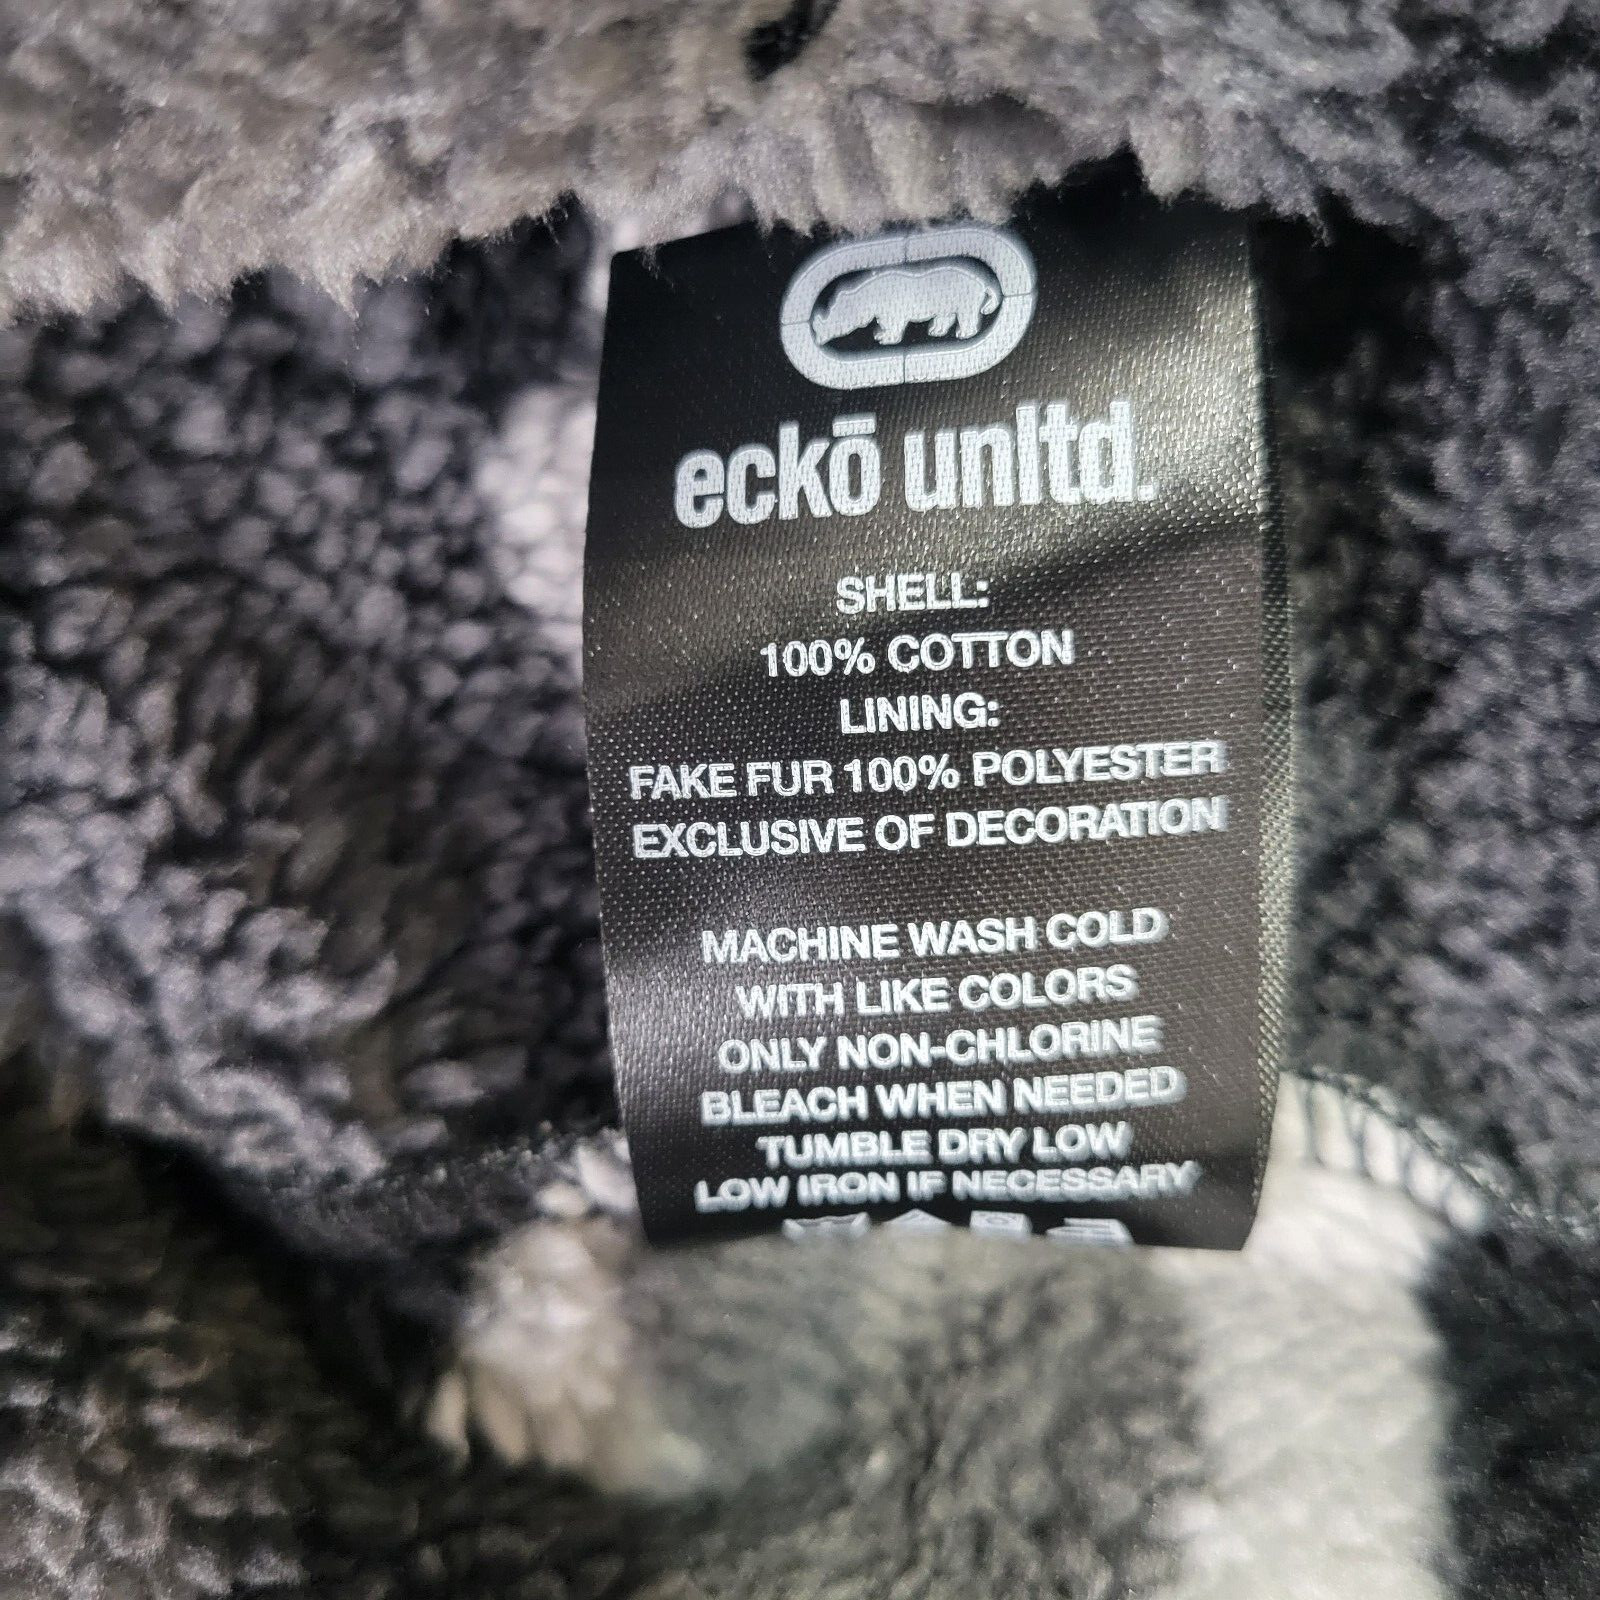 eckō unltd.
SHELL:
100% COTTON
LINING:
FAKE FUR 100% POLYESTER
EXCLUSIVE OF DECORATION
MACHINE WASH COLD
WITH LIKE COLORS
ONLY NON-CHLORINE
BLEACH WHEN NEEDED
TUMBLE DRY LOW
LOW IRON IF NECESSARY